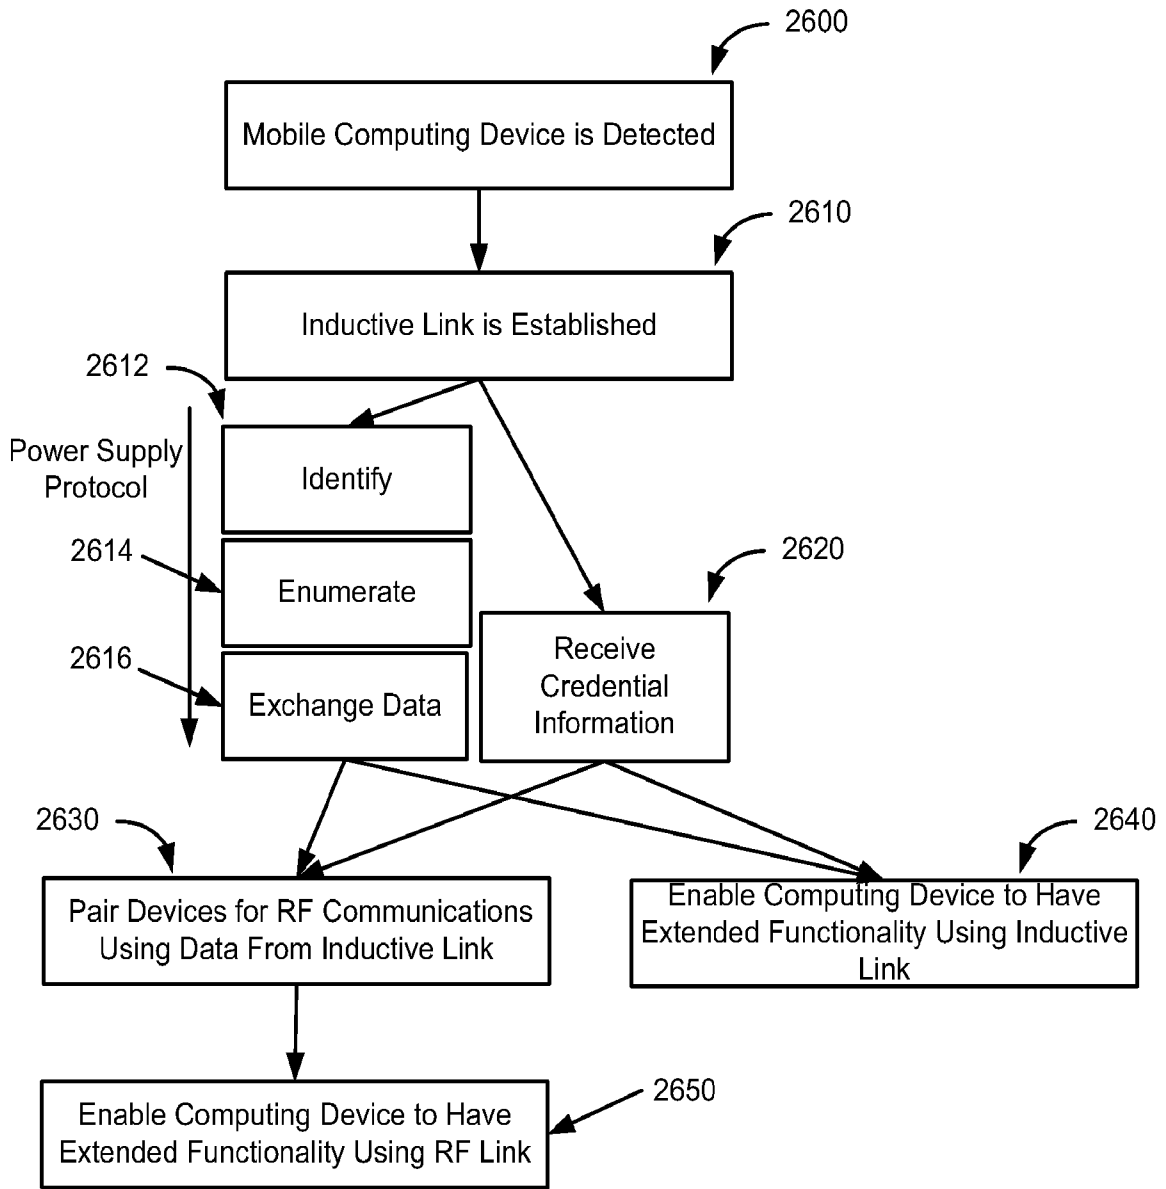 2600
Mobile Computing Device is Detected
2610
Inductive Link is Established
2612
Power Supply
Protocol
Identify
2614
Enumerate
2616
Exchange Data
2620
Receive
Credential
Information
2630
Pair Devices for RF Communications
Using Data From Inductive Link
2640
Enable Computing Device to Have
Extended Functionality Using Inductive
Link
2650
Enable Computing Device to Have
Extended Functionality Using RF Link